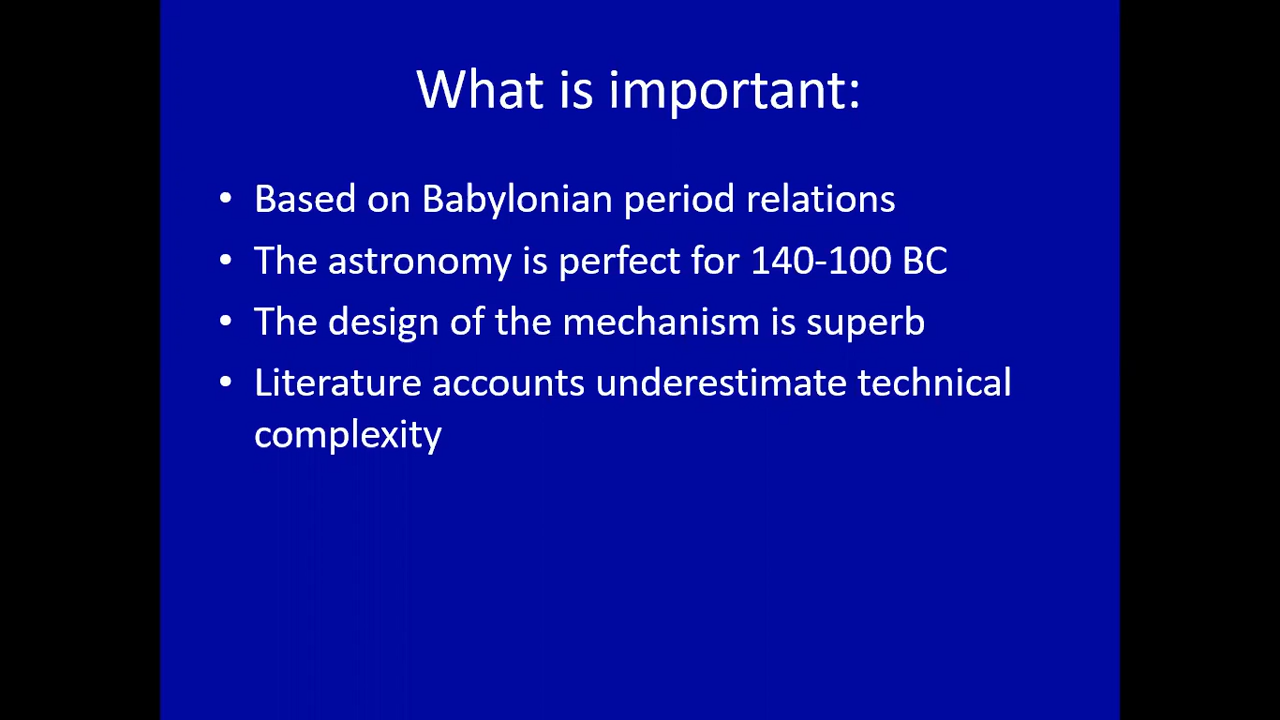 What is important:
• Based on Babylonian period relations
• The astronomy is perfect for 140-100 BC
• The design of the mechanism is superb
• Literature accounts underestimate technical
complexity